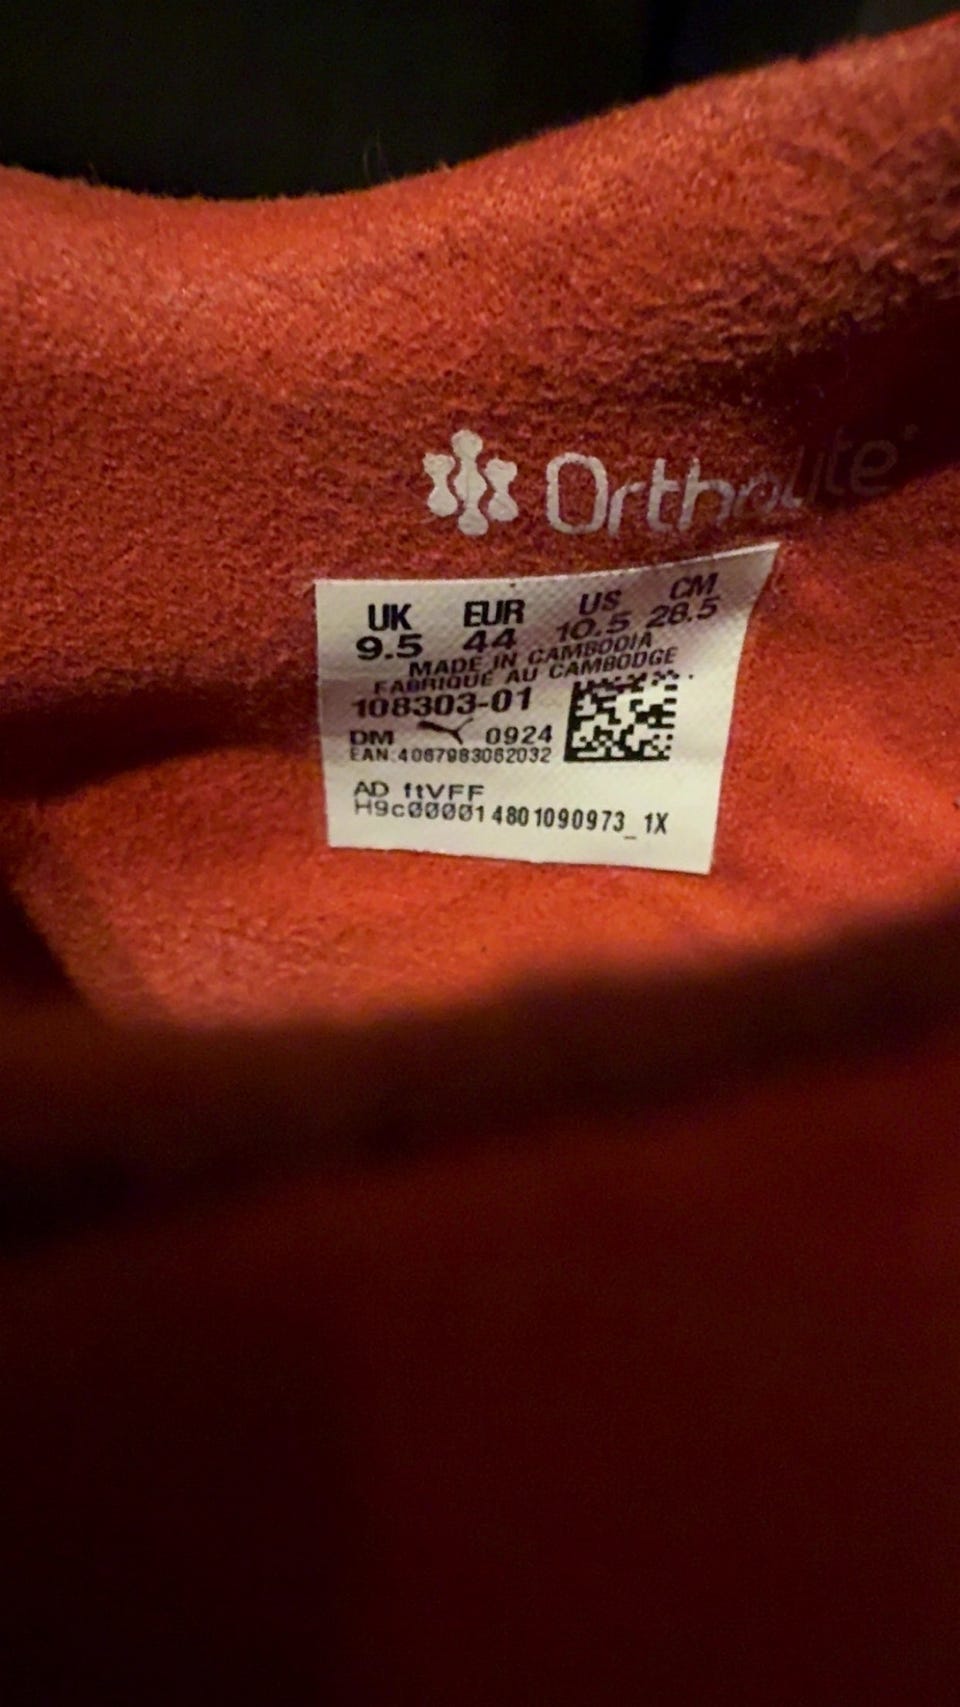 OrthoLite
UK EUR US CM
9.5 44 10.5 28.5
MADE IN CAMBODIA
FABRIQUE AU CAMBODGE
108303-01
DM 0924
EAN:4067983062032
AD ftVFF
H9c000014801090973_1X